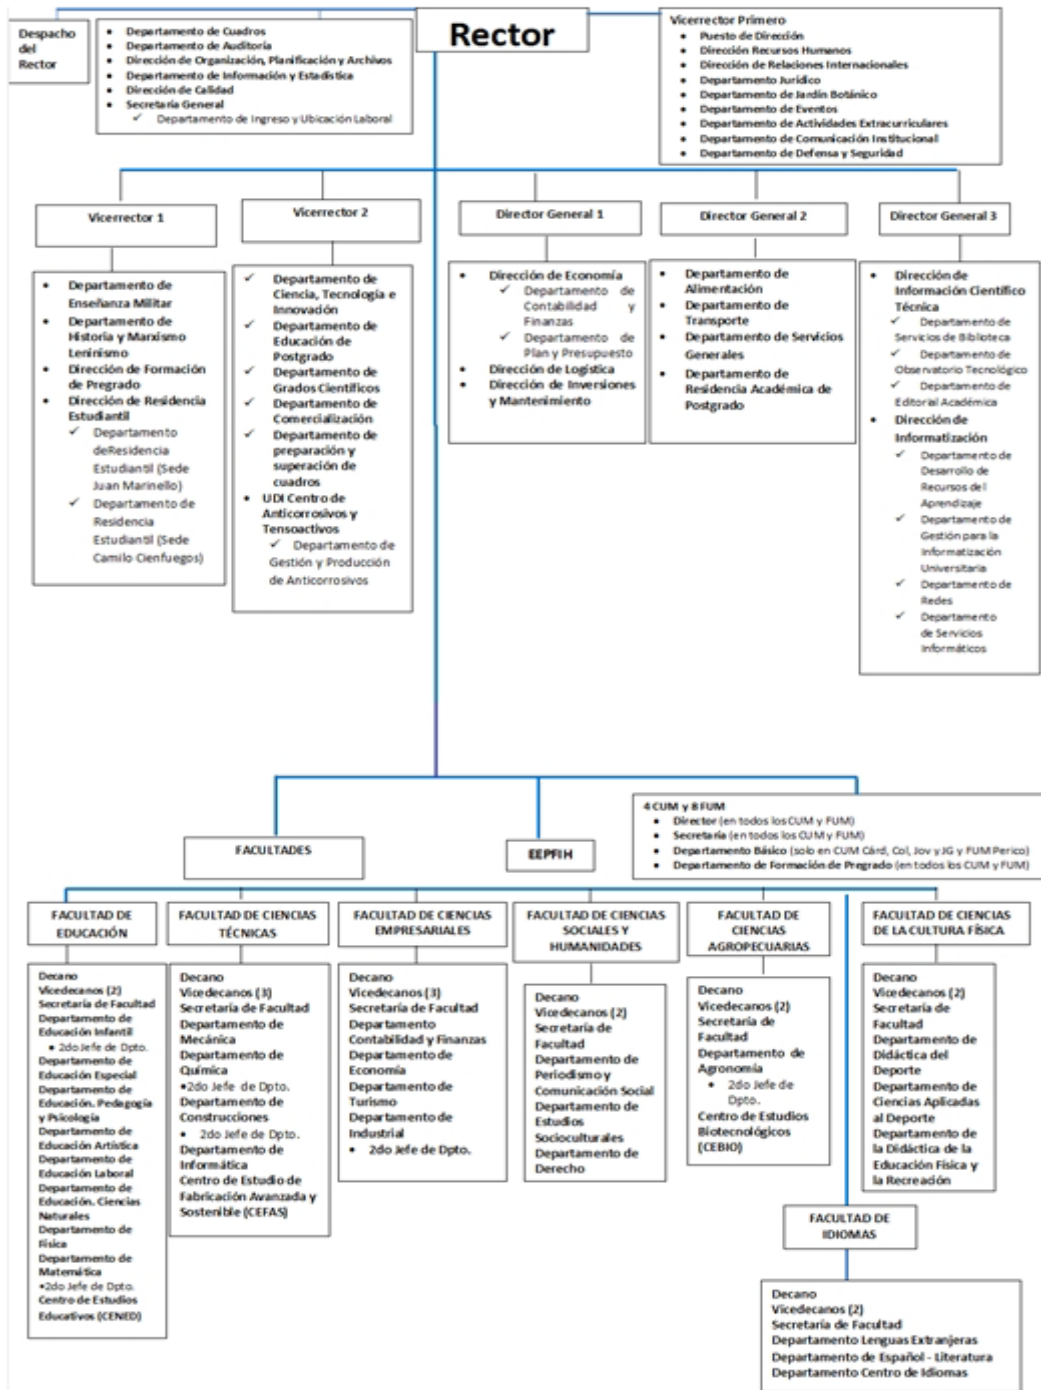 Despacho
del
Rector
• Departamento de Cuadros
• Departamento de Auditoría
• Dirección de Organización, Planificación y Archivos
• Departamento de Información y Estadística
• Dirección de Calidad
• Secretaría General
✓ Departamento de Ingreso y Ubicación Laboral
Rector
Vicerrector Primero
• Puesto de Dirección
• Dirección Recursos Humanos
• Dirección de Relaciones Internacionales
• Departamento Jurídico
• Departamento de Jardín Botánico
• Departamento de Eventos
• Departamento de Actividades Extracurriculares
• Departamento de Comunicación Institucional
• Departamento de Defensa y Seguridad
Vicerrector 1
• Departamento de
Enseñanza Militar
• Departamento de
Historia y Marxismo
Leninismo
• Dirección de Formación
de Pregrado
• Dirección de Residencia
Estudiantil
✓ Departamento
deResidencia
Estudiantil (Sede
Juan Marinello)
✓ Departamento de
Residencia
Estudiantil (Sede
Camilo Cienfuegos)
Vicerrector 2
✓ Departamento de
Ciencia, Tecnología e
Innovación
✓ Departamento de
Educación de
Postgrado
✓ Departamento de
Grados Científicos
✓ Departamento de
Comercialización
✓ Departamento de
preparación y
superación de
cuadros
• UDI Centro de
Anticorrosivos y
Tensoactivos
✓ Departamento de
Gestión y Producción
de Anticorrosivos
Director General 1
• Dirección de Economía
✓ Departamento de
Contabilidad y
Finanzas
✓ Departamento de
Plan y Presupuesto
• Dirección de Logística
• Dirección de Inversiones
y Mantenimiento
Director General 2
• Departamento de
Alimentación
• Departamento de
Transporte
• Departamento de Servicios
Generales
• Departamento de
Residencia Académica de
Postgrado
Director General 3
• Dirección de
Información Científico
Técnica
✓ Departamento de
Servicios de Biblioteca
✓ Departamento de
Observatorio Tecnológico
✓ Departamento de
Editorial Académica
• Dirección de
Informatización
✓ Departamento de
Desarrollo de
Recursos del
Aprendizaje
✓ Departamento de
Gestión para la
Informatización
Universitaria
✓ Departamento de
Redes
✓ Departamento
de Servicios
Informáticos
FACULTADES
EEPFIH
4 CUM y 8 FUM
• Director (en todos los CUM y FUM)
• Secretaría (en todos los CUM y FUM)
• Departamento Básico (solo en CUM Cárd, Col, Jov y JG y FUM Perico)
• Departamento de Formación de Pregrado (en todos los CUM y FUM)
FACULTAD DE
EDUCACIÓN
Decano
Vicedecanos (2)
Secretaría de Facultad
Departamento de
Educación Infantil
• 2do Jefe de Dpto.
Departamento de
Educación Especial
Departamento de
Educación. Pedagogía
y Psicología
Departamento de
Educación Artística
Departamento de
Educación Laboral
Departamento de
Educación. Ciencias
Naturales
Departamento de
Física
Departamento de
Matemática
•2do Jefe de Dpto.
Centro de Estudios
Educativos (CENED)
FACULTAD DE CIENCIAS
TÉCNICAS
Decano
Vicedecanos (3)
Secretaría de Facultad
Departamento de
Mecánica
Departamento de
Química
•2do Jefe de Dpto.
Departamento de
Construcciones
• 2do Jefe de Dpto.
Departamento de
Informática
Centro de Estudio de
Fabricación Avanzada y
Sostenible (CEFAS)
FACULTAD DE CIENCIAS
EMPRESARIALES
Decano
Vicedecanos (3)
Secretaría de Facultad
Departamento
Contabilidad y Finanzas
Departamento de
Economía
Departamento de
Turismo
Departamento de
Industrial
• 2do Jefe de Dpto.
FACULTAD DE CIENCIAS
SOCIALES Y
HUMANIDADES
Decano
Vicedecanos (2)
Secretaría de
Facultad
Departamento de
Periodismo y
Comunicación Social
Departamento de
Estudios
Socioculturales
Departamento de
Derecho
FACULTAD DE
CIENCIAS
AGROPECUARIAS
Decano
Vicedecanos (2)
Secretaría de
Facultad
Departamento de
Agronomía
• 2do Jefe de
Dpto.
Centro de Estudios
Biotecnológicos
(CEBIO)
FACULTAD DE CIENCIAS
DE LA CULTURA FÍSICA
Decano
Vicedecanos (2)
Secretaría de
Facultad
Departamento de
Didáctica del
Deporte
Departamento de
Ciencias Aplicadas
al Deporte
Departamento de
la Didáctica de la
Educación Física y
la Recreación
FACULTAD DE
IDIOMAS
Decano
Vicedecanos (2)
Secretaría de Facultad
Departamento Lenguas Extranjeras
Departamento de Español - Literatura
Departamento Centro de Idiomas